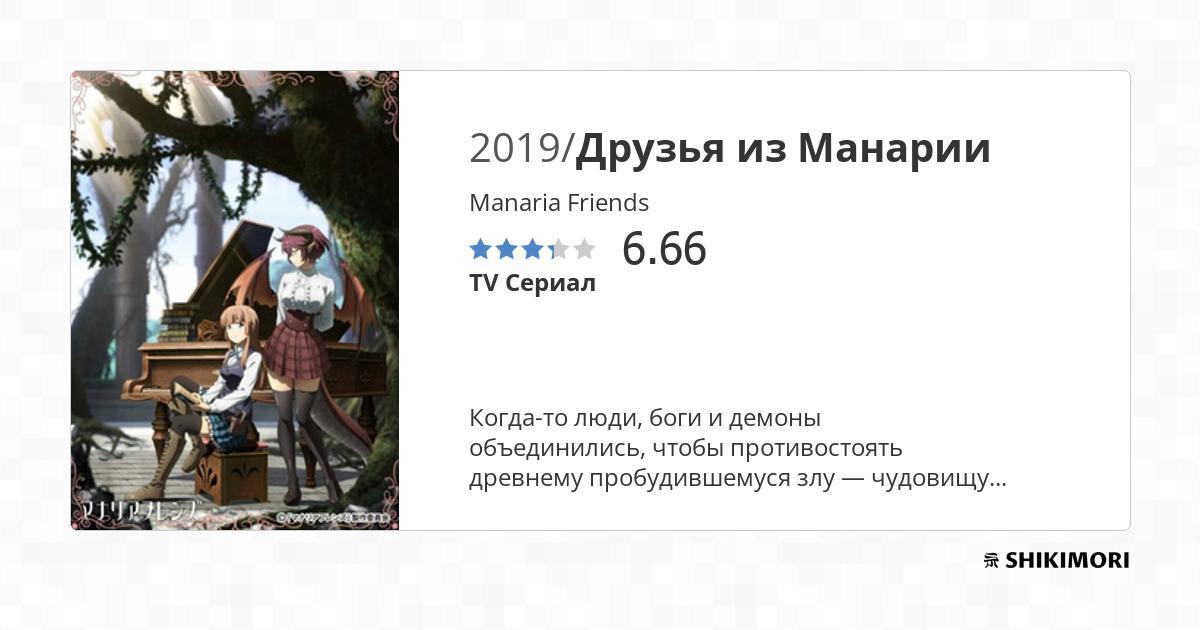 2019/Друзья из Манарии
Manaria Friends
6.66
TV Сериал
Когда-то люди, боги и демоны
объединились, чтобы противостоять
древнему пробудившемуся злу — чудовищу...
マナリアフレンズ
SHIKIMORI